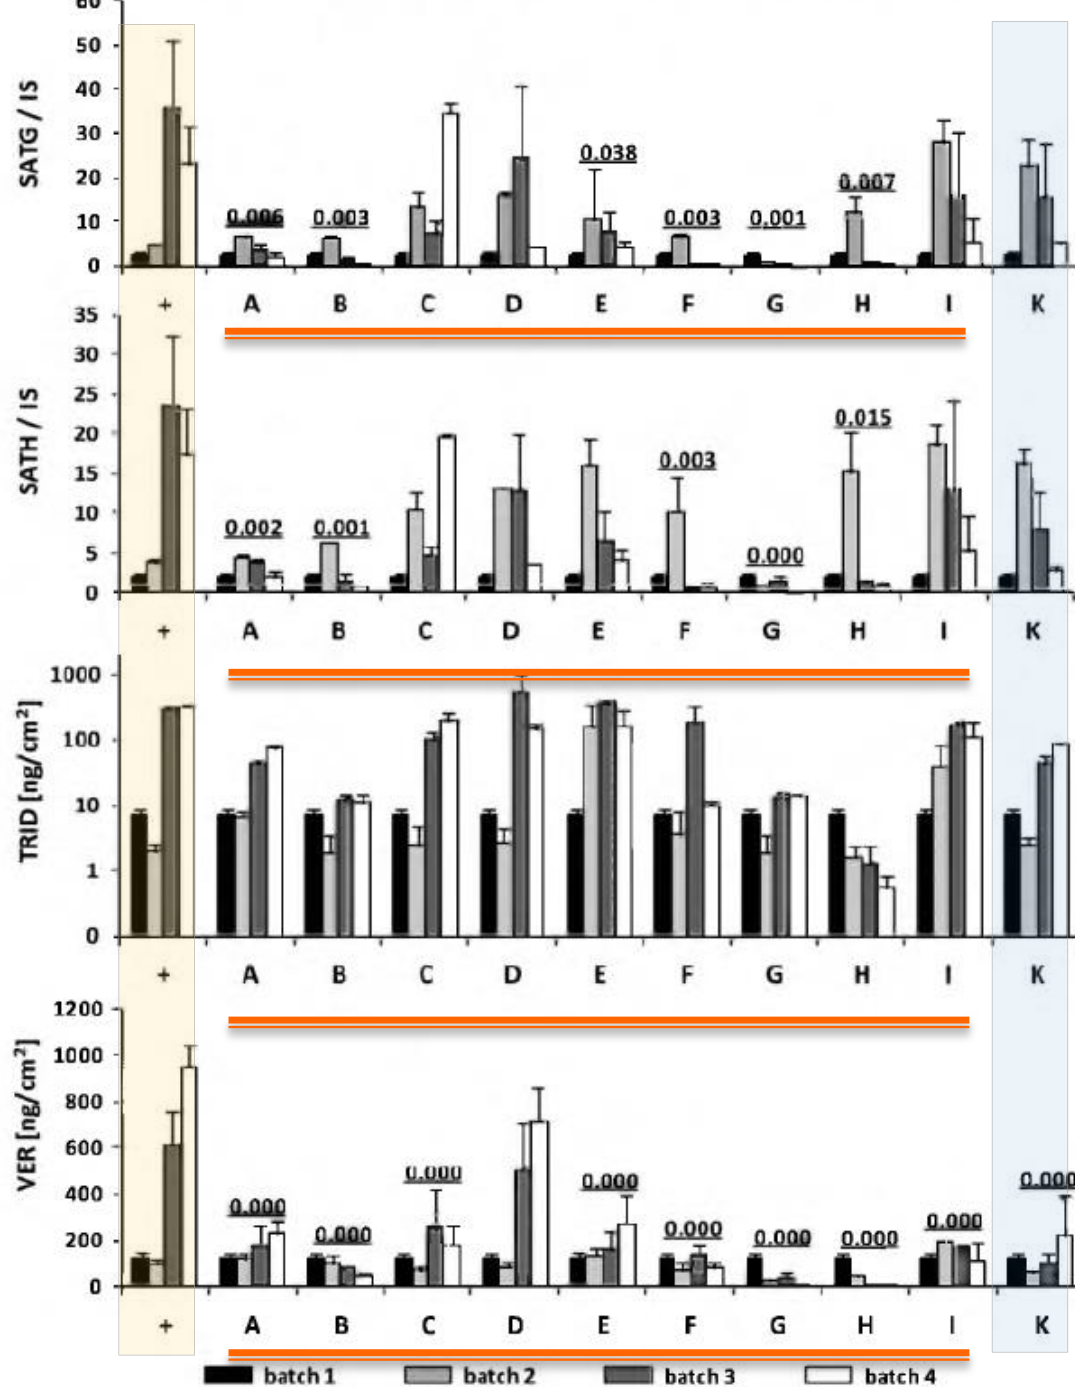 60
50
40
30
20
10
0
SATG / IS
0.006 0.003 0.038 0.003 0.001 0.007
+ A B C D E F G H I K
35
30
25
20
15
10
5
0
SATH / IS
0.002 0.001 0.003 0.000 0.015
+ A B C D E F G H I K
1000
100
10
1
0
TRID [ng/cm²]
+ A B C D E F G H I K
1200
1000
800
600
400
200
0
VER [ng/cm²]
0.000 0.000 0.000 0.000 0.000 0.000 0.000 0.000 0.000
+ A B C D E F G H I K
batch 1 batch 2 batch 3 batch 4